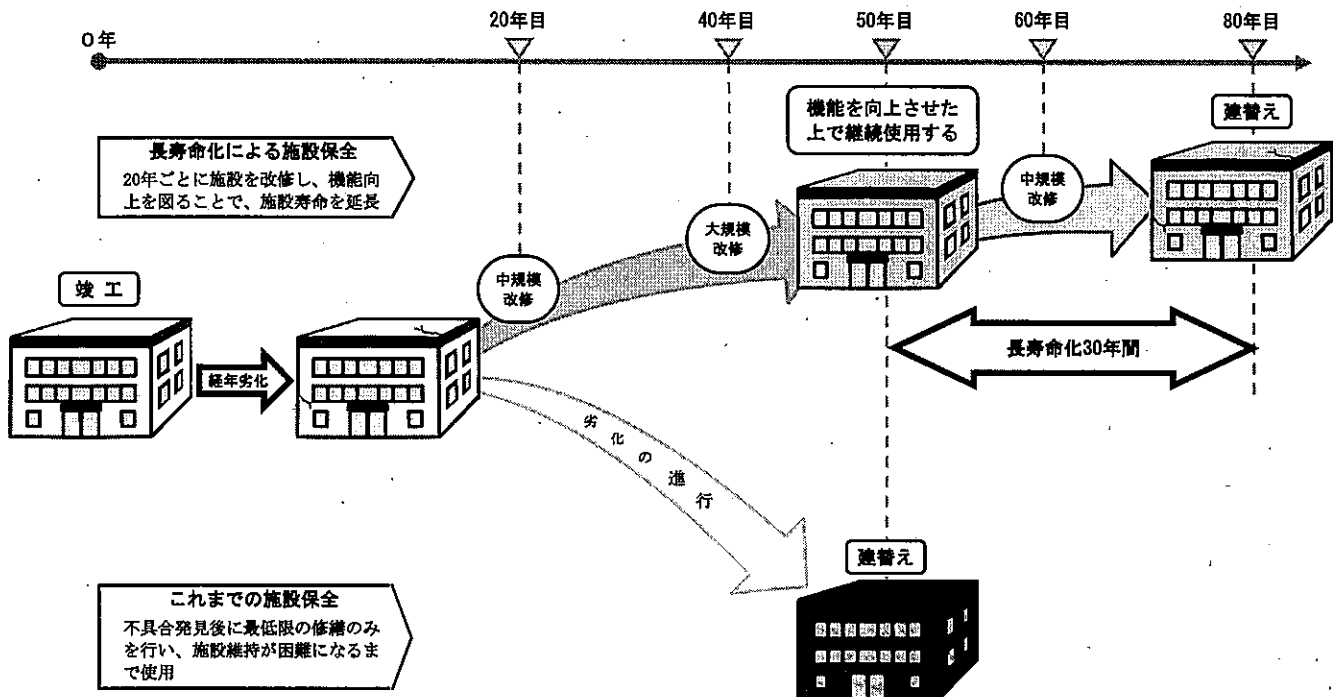 0年
20年目
40年目
50年目
60年目
80年目
長寿命化による施設保全
20年ごとに施設を改修し、機能向
上を図ることで、施設寿命を延長
機能を向上させた
上で継続使用する
建替え
中規模
改修
大規模
改修
中規模
改修
竣工
経年劣化
長寿命化30年間
劣化の進行
建替え
これまでの施設保全
不具合発見後に最低限の修繕のみ
を行い、施設維持が困難になるま
で使用